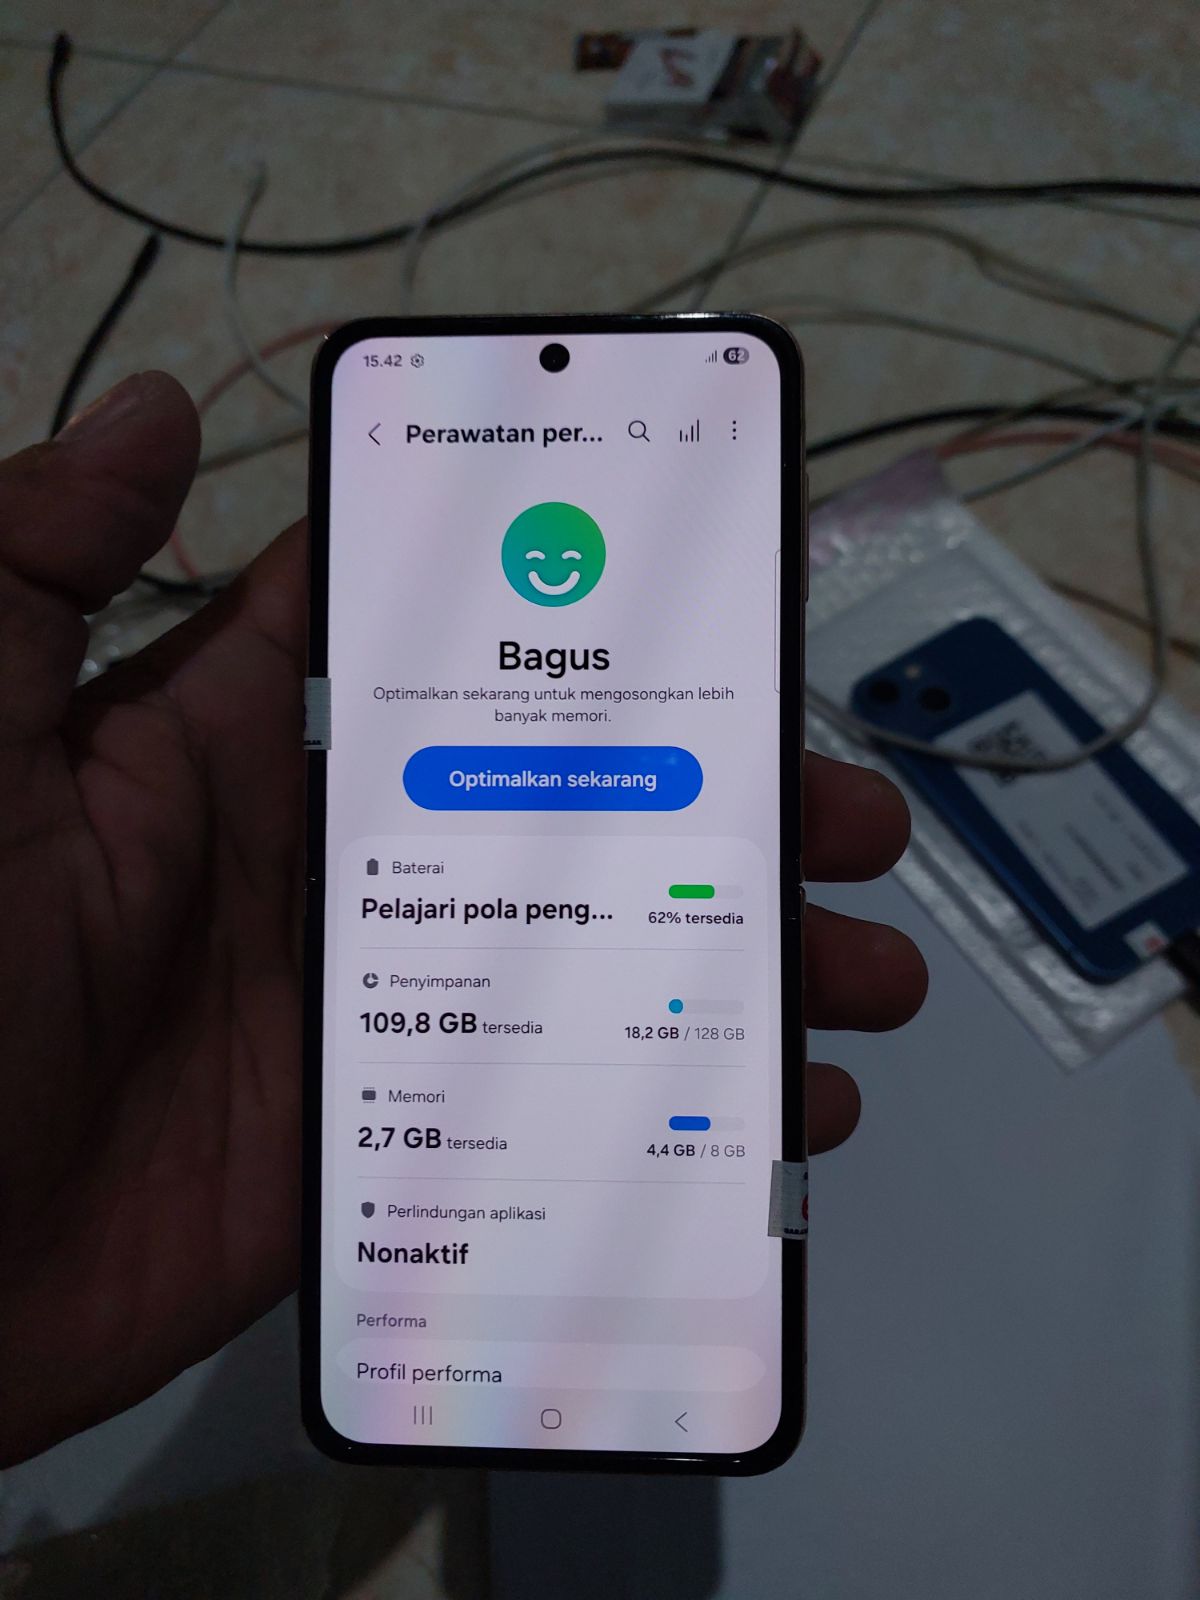 15.42
62
Perawatan per...
Bagus
Optimalkan sekarang untuk mengosongkan lebih
banyak memori.
Optimalkan sekarang
Baterai
Pelajari pola peng...
62% tersedia
Penyimpanan
109,8 GB tersedia
18,2 GB / 128 GB
Memori
2,7 GB tersedia
4,4 GB / 8 GB
Perlindungan aplikasi
Nonaktif
Performa
Profil performa